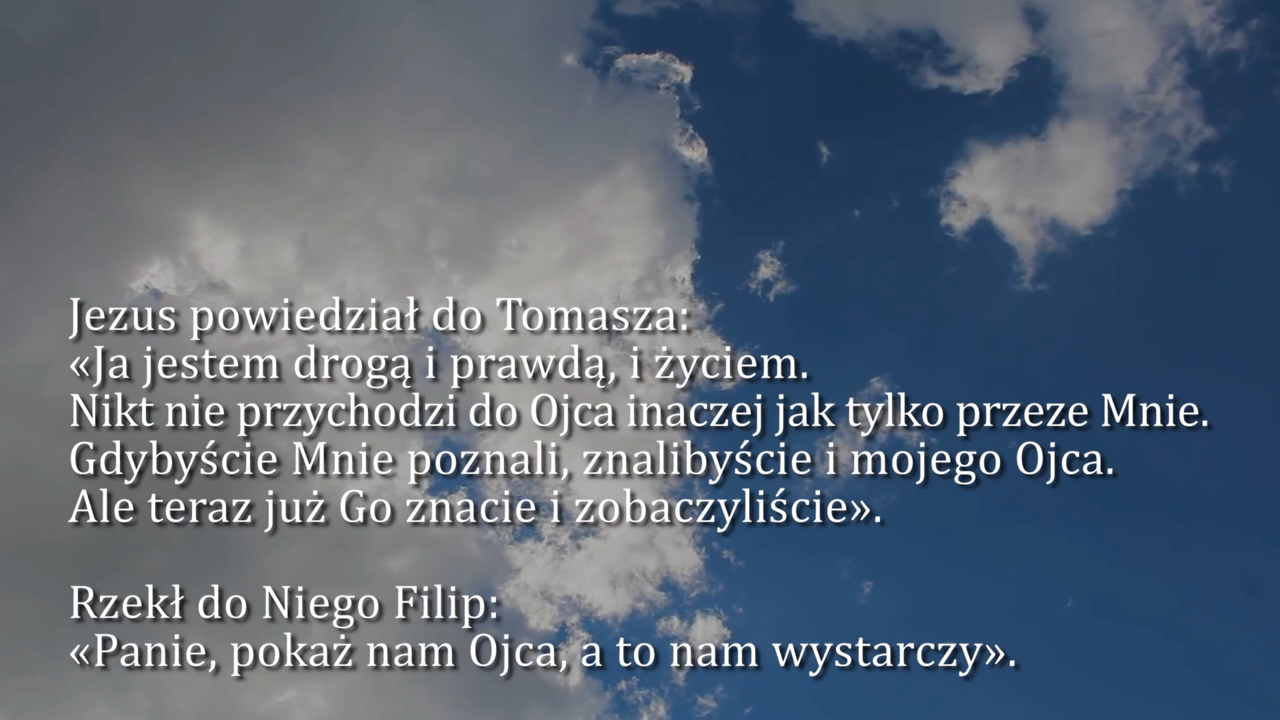 Jezus powiedział do Tomasza:
«Ja jestem drogą i prawdą, i życiem.
Nikt nie przychodzi do Ojca inaczej jak tylko przeze Mnie.
Gdybyście Mnie poznali, znalibyście i mojego Ojca.
Ale teraz już Go znacie i zobaczyliście».
Rzekł do Niego Filip:
«Panie, pokaż nam Ojca, a to nam wystarczy».